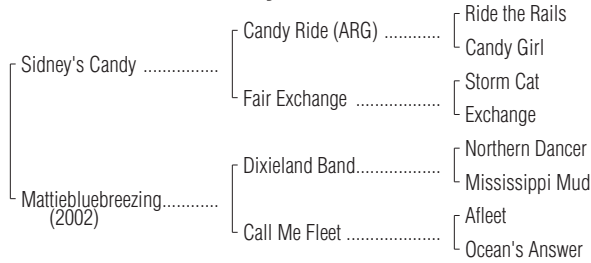 Ride the Rails
Candy Ride (ARG) ............
Candy Girl
Sidney's Candy ...............
Storm Cat
Fair Exchange ..................
Exchange
Northern Dancer
Dixieland Band..................
Mississippi Mud
Mattiebluebreezing............
(2002)
Afleet
Call Me Fleet ....................
Ocean's Answer